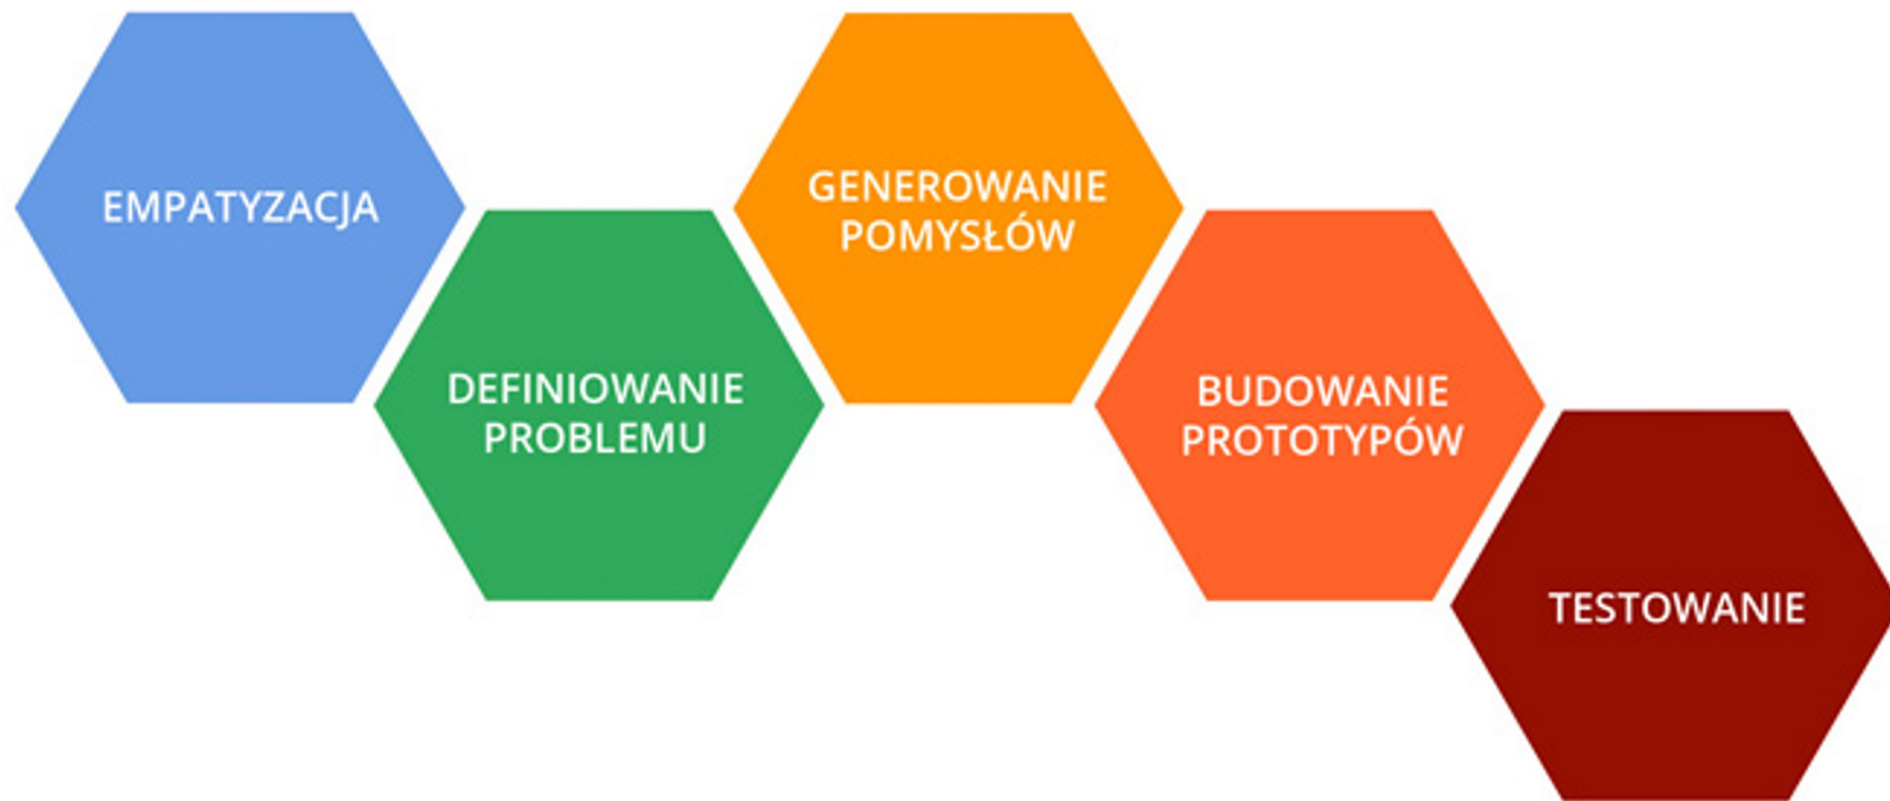 EMPATYZACJA
DEFINIOWANIE
PROBLEMU
GENEROWANIE
POMYSŁÓW
BUDOWANIE
PROTOTYPÓW
TESTOWANIE